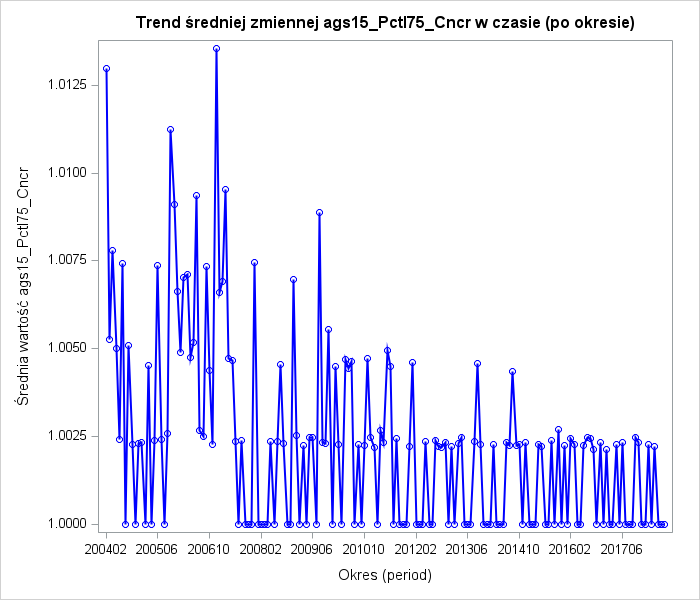 Trend średniej zmiennej ags15_Pctl75_Cncr w czasie (po okresie)
Średnia wartość ags15_Pctl75_Cncr
1.0125
1.0100
1.0075
1.0050
1.0025
1.0000
200402 200506 200610 200802 200906 201010 201202 201306 201410 201602 201706
Okres (period)